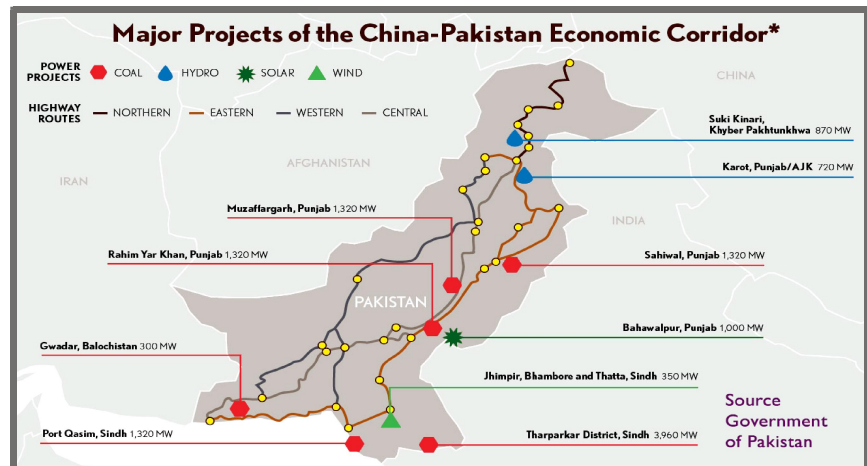 Major Projects of the China-Pakistan Economic Corridor*
POWER
PROJECTS
COAL
HYDRO
SOLAR
WIND
HIGHWAY
ROUTES
NORTHERN
EASTERN
WESTERN
CENTRAL
CHINA
Suki Kinari,
Khyber Pakhtunkhwa 870 MW
AFGHANISTAN
Karot, Punjab/AJK 720 MW
IRAN
Muzaffargarh, Punjab 1,320 MW
INDIA
Rahim Yar Khan, Punjab 1,320 MW
Sahiwal, Punjab 1,320 MW
PAKISTAN
Bahawalpur, Punjab 1,000 MW
Gwadar, Balochistan 300 MW
Jhimpir, Bhambore and Thatta, Sindh 350 MW
Source
Government
of Pakistan
Port Qasim, Sindh 1,320 MW
Tharparkar District, Sindh 3,960 MW